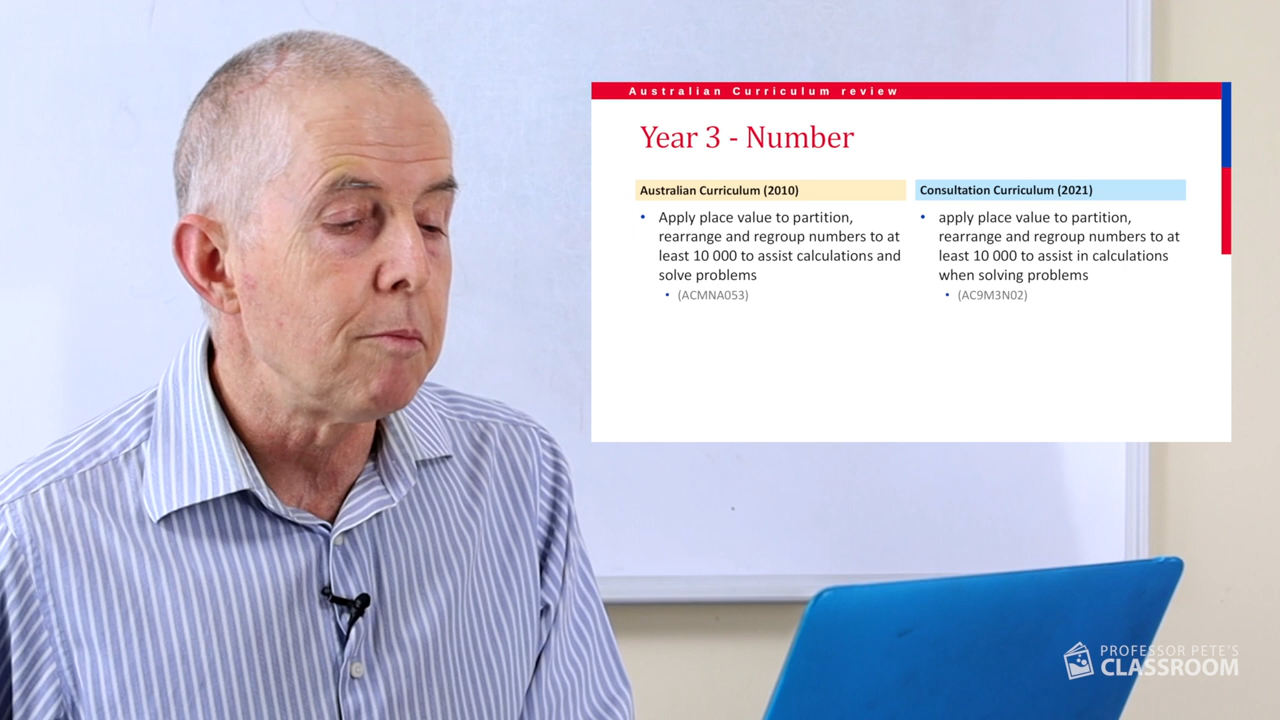 Australian Curriculum review
Year 3 - Number
Australian Curriculum (2010)
• Apply place value to partition,
rearrange and regroup numbers to at
least 10 000 to assist calculations and
solve problems
• (ACMNA053)
Consultation Curriculum (2021)
• apply place value to partition,
rearrange and regroup numbers to at
least 10 000 to assist in calculations
when solving problems
• (AC9M3N02)
PROFESSOR PETE'S
CLASSROOM